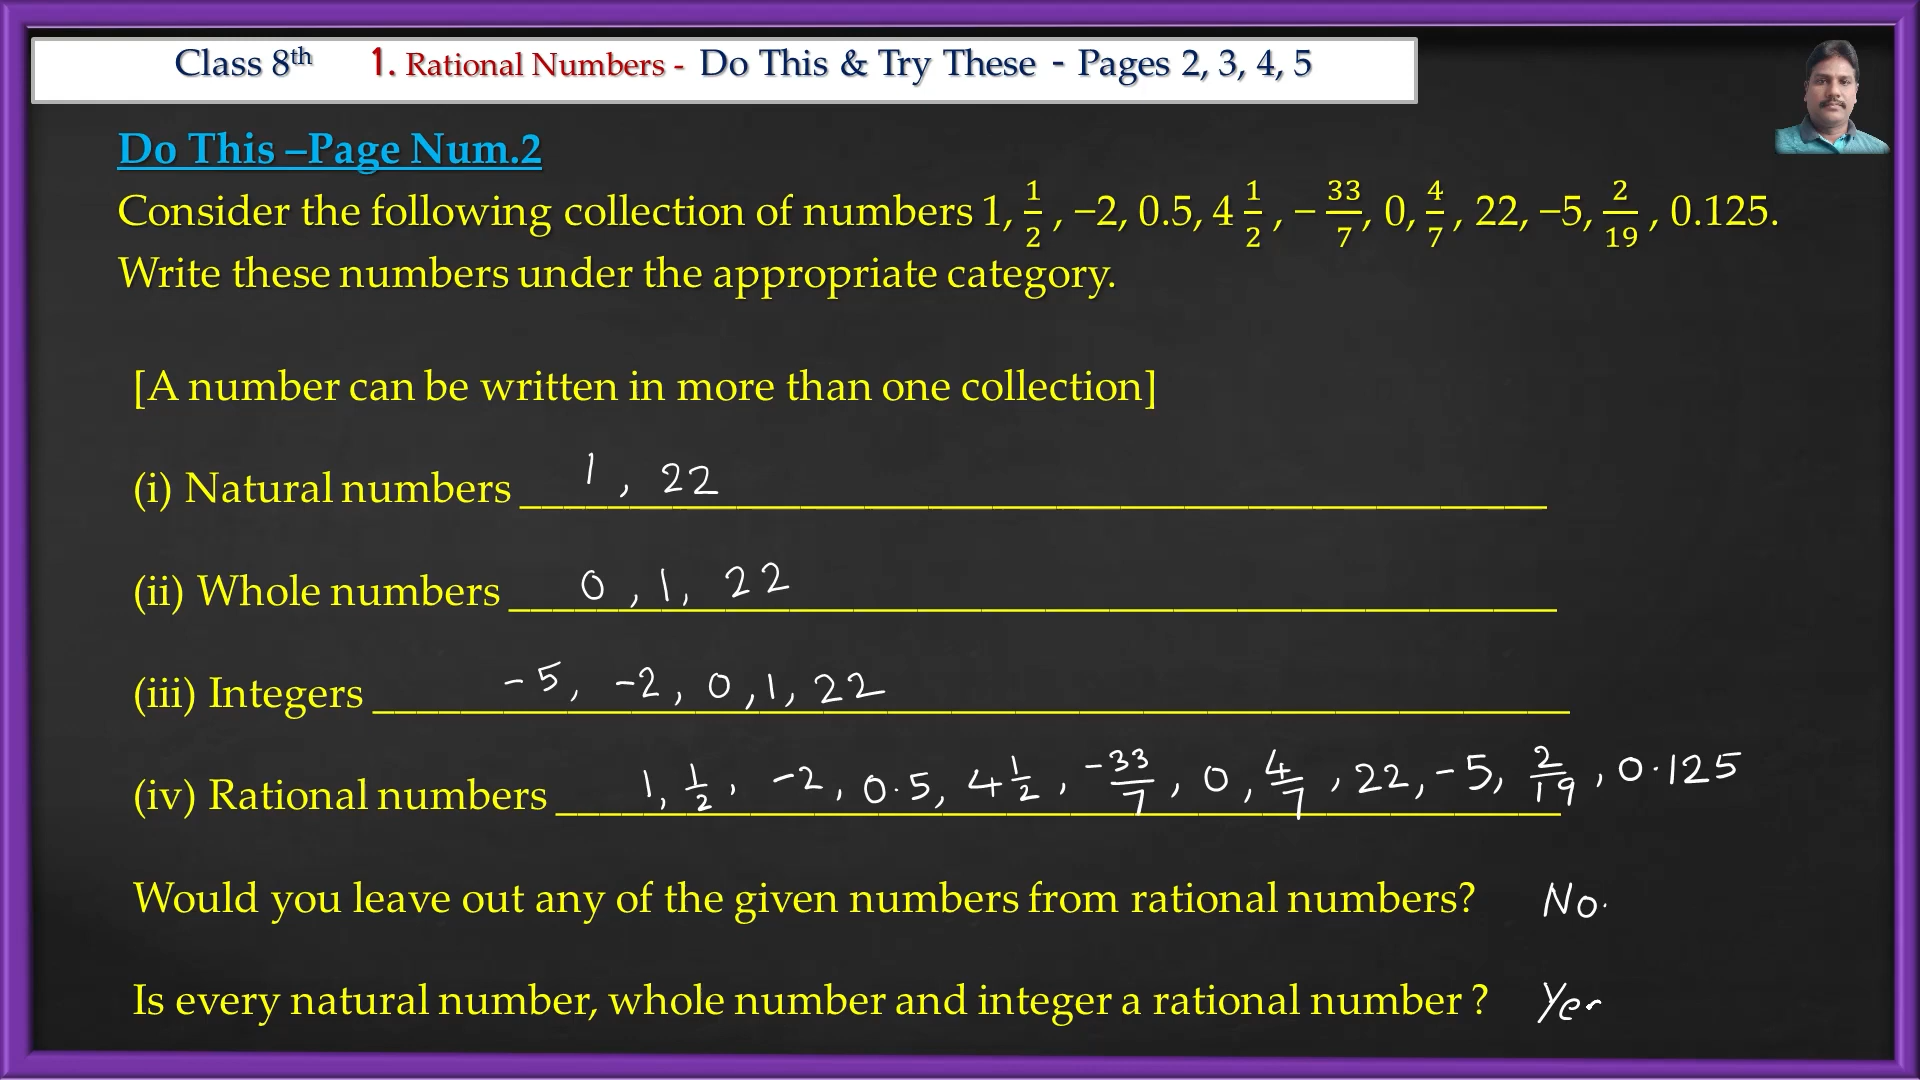 Class 8th 1. Rational Numbers - Do This & Try These - Pages 2, 3, 4, 5
Do This –Page Num.2
Consider the following collection of numbers 1, 1/2, −2, 0.5, 4 1/2, − 33/7, 0, 4/7, 22, −5, 2/19, 0.125.
Write these numbers under the appropriate category.
[A number can be written in more than one collection]
(i) Natural numbers 1, 22
(ii) Whole numbers 0, 1, 22
(iii) Integers -5, -2, 0, 1, 22
(iv) Rational numbers 1, 1/2, -2, 0.5, 4 1/2, -33/7, 0, 4/7, 22, -5, 2/19, 0.125
Would you leave out any of the given numbers from rational numbers? No.
Is every natural number, whole number and integer a rational number ? Yes